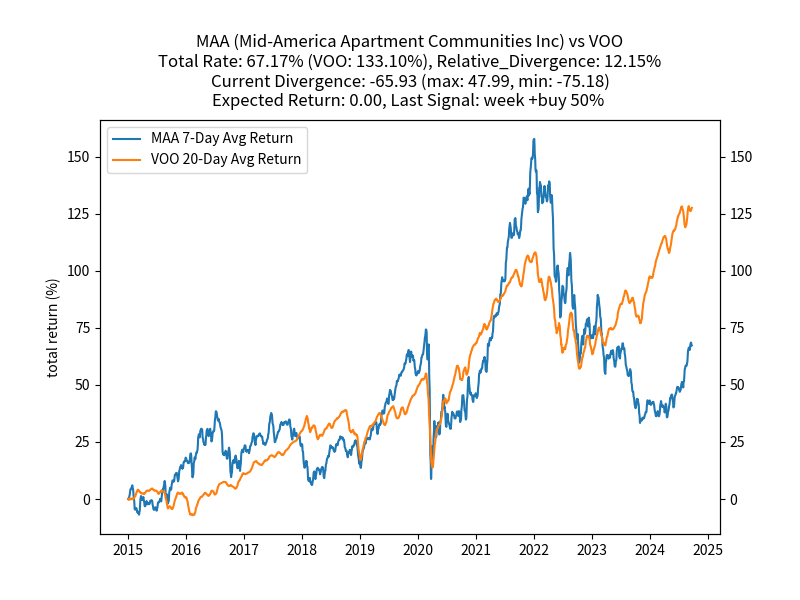 MAA (Mid-America Apartment Communities Inc) vs VOO
Total Rate: 67.17% (VOO: 133.10%), Relative_Divergence: 12.15%
Current Divergence: -65.93 (max: 47.99, min: -75.18)
Expected Return: 0.00, Last Signal: week +buy 50%
MAA 7-Day Avg Return
VOO 20-Day Avg Return
total return (%)
150
125
100
75
50
25
0
150
125
100
75
50
25
0
2015 2016 2017 2018 2019 2020 2021 2022 2023 2024 2025